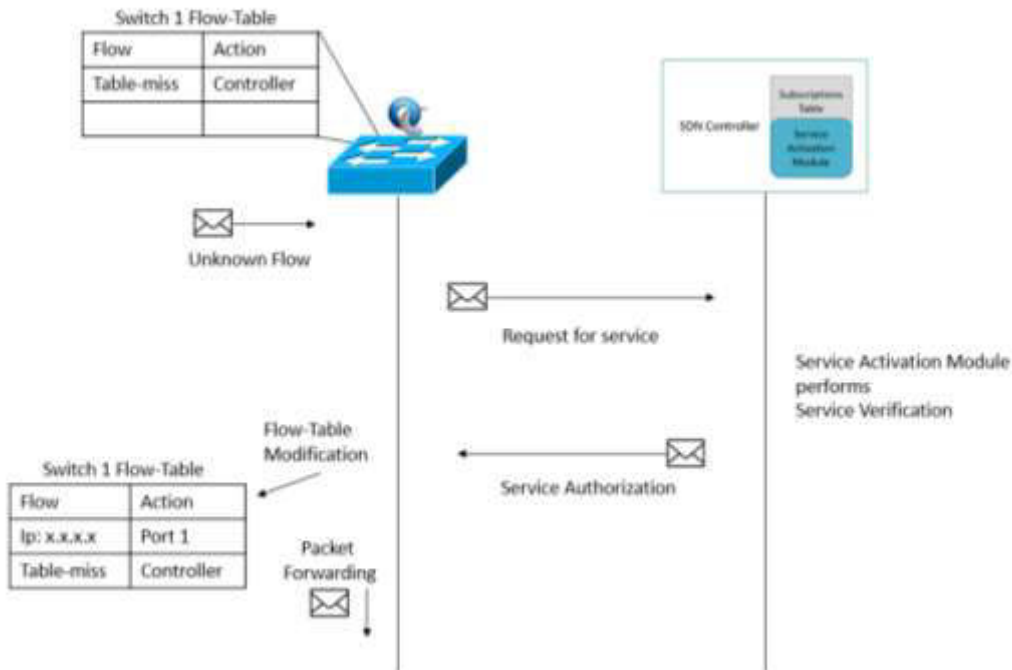 Switch 1 Flow-Table
Flow Action
Table-miss Controller
SDN Controller
Subscriptions
Table
Service
Activation
Module
Unknown Flow
Request for service
Service Activation Module
performs
Service Verification
Flow-Table
Modification
Service Authorization
Switch 1 Flow-Table
Flow Action
Ip: x.x.x.x Port 1
Table-miss Controller
Packet
Forwarding